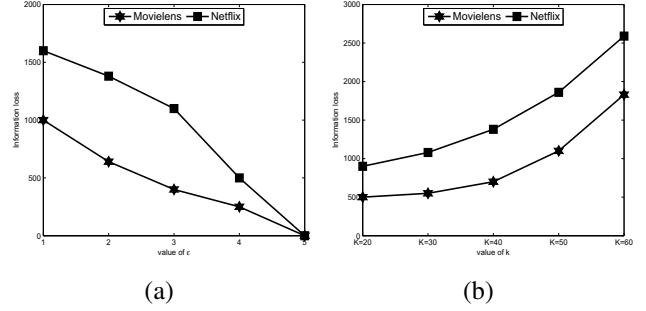 Movielens Netflix
2000
1500
1000
500
0
Information loss
1 2 3 4 5
value of ε
(a)
Movielens Netflix
3000
2500
2000
1500
1000
500
0
Information loss
K=20 K=30 K=40 K=50 K=60
value of k
(b)